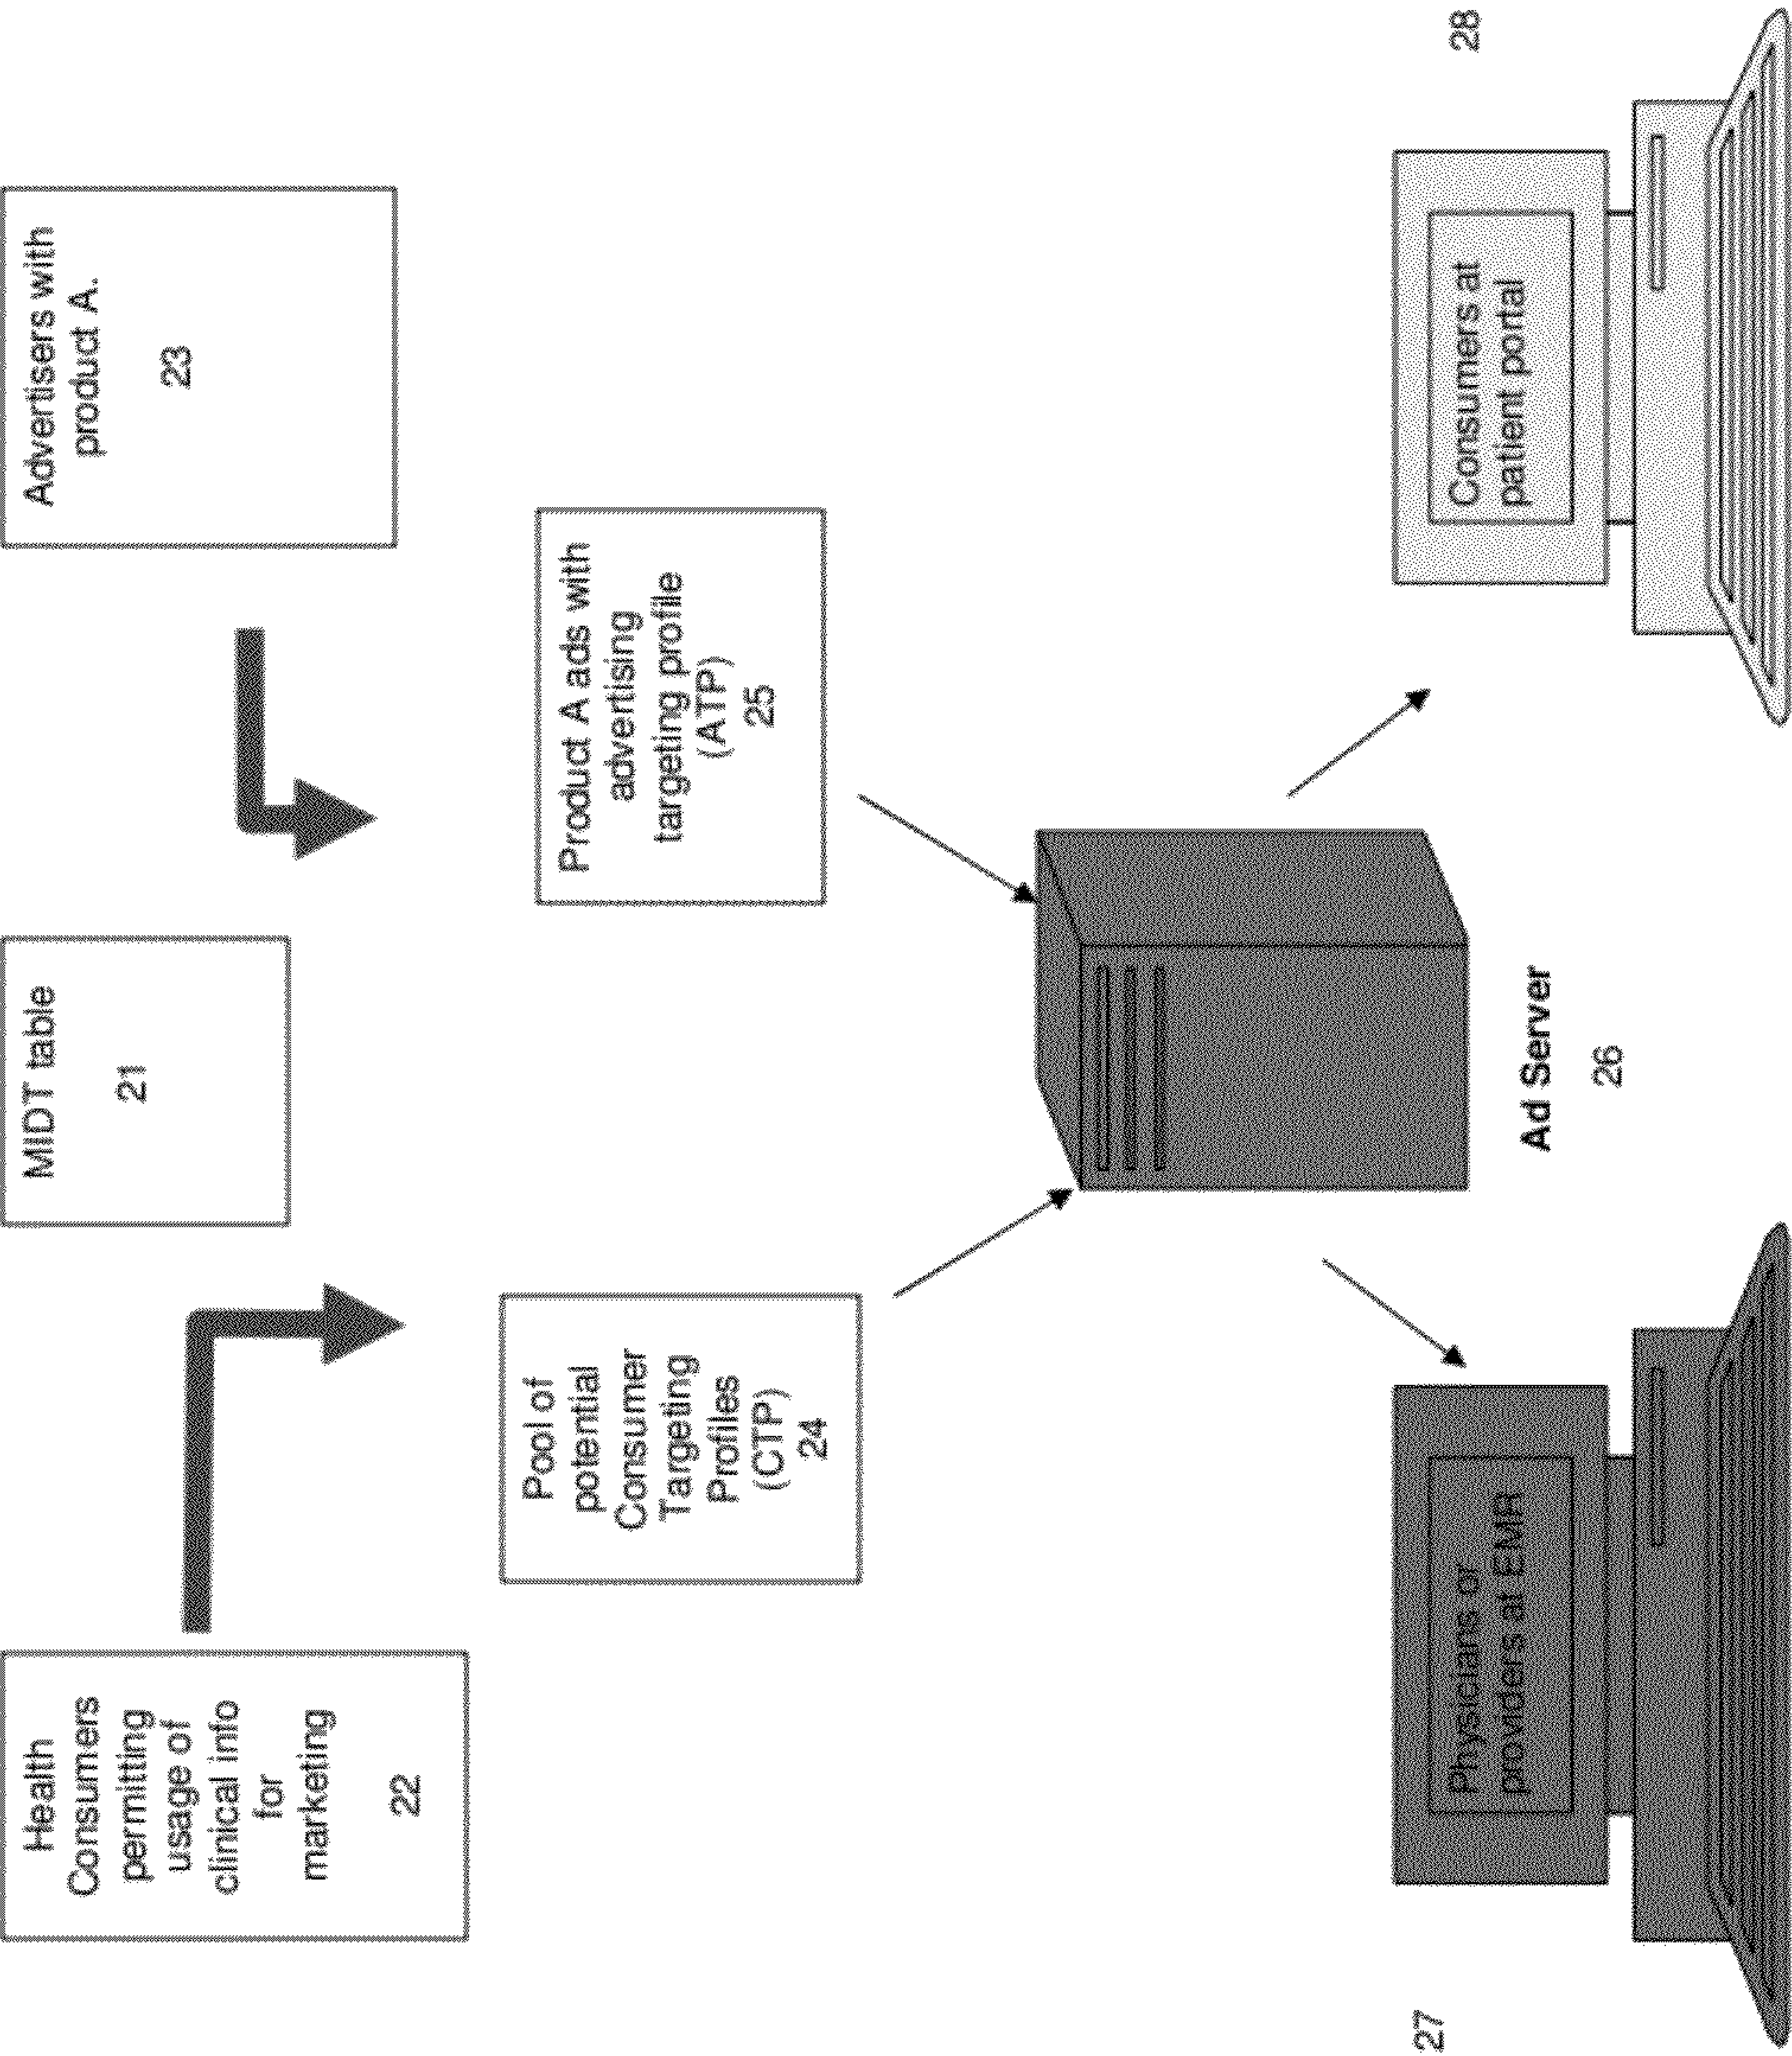 Health
Consumers
permitting
usage of
clinical info
for
marketing
22
MIDT table
21
Advertisers with
product A.
23
Pool of
potential
Consumer
Targeting
Profiles
(CTP)
24
Product A ads with
advertising
targeting profile
(ATP)
25
Ad Server
26
27
Physicians or
providers at EMR
Consumers at
patient portal
28